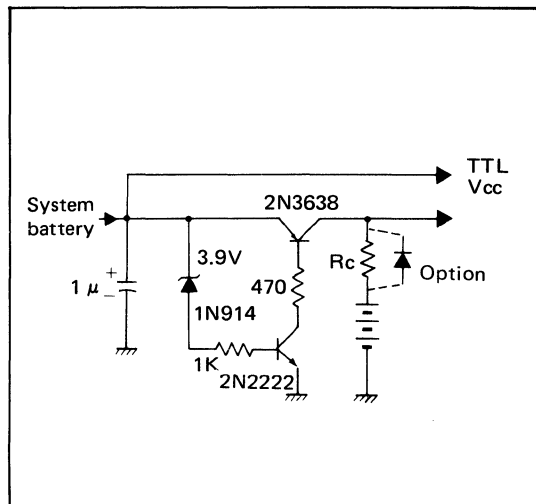 TTL
Vcc
System
battery
2N3638
3.9V
Rc
Option
470
+
1 μ
−
1N914
1K
2N2222